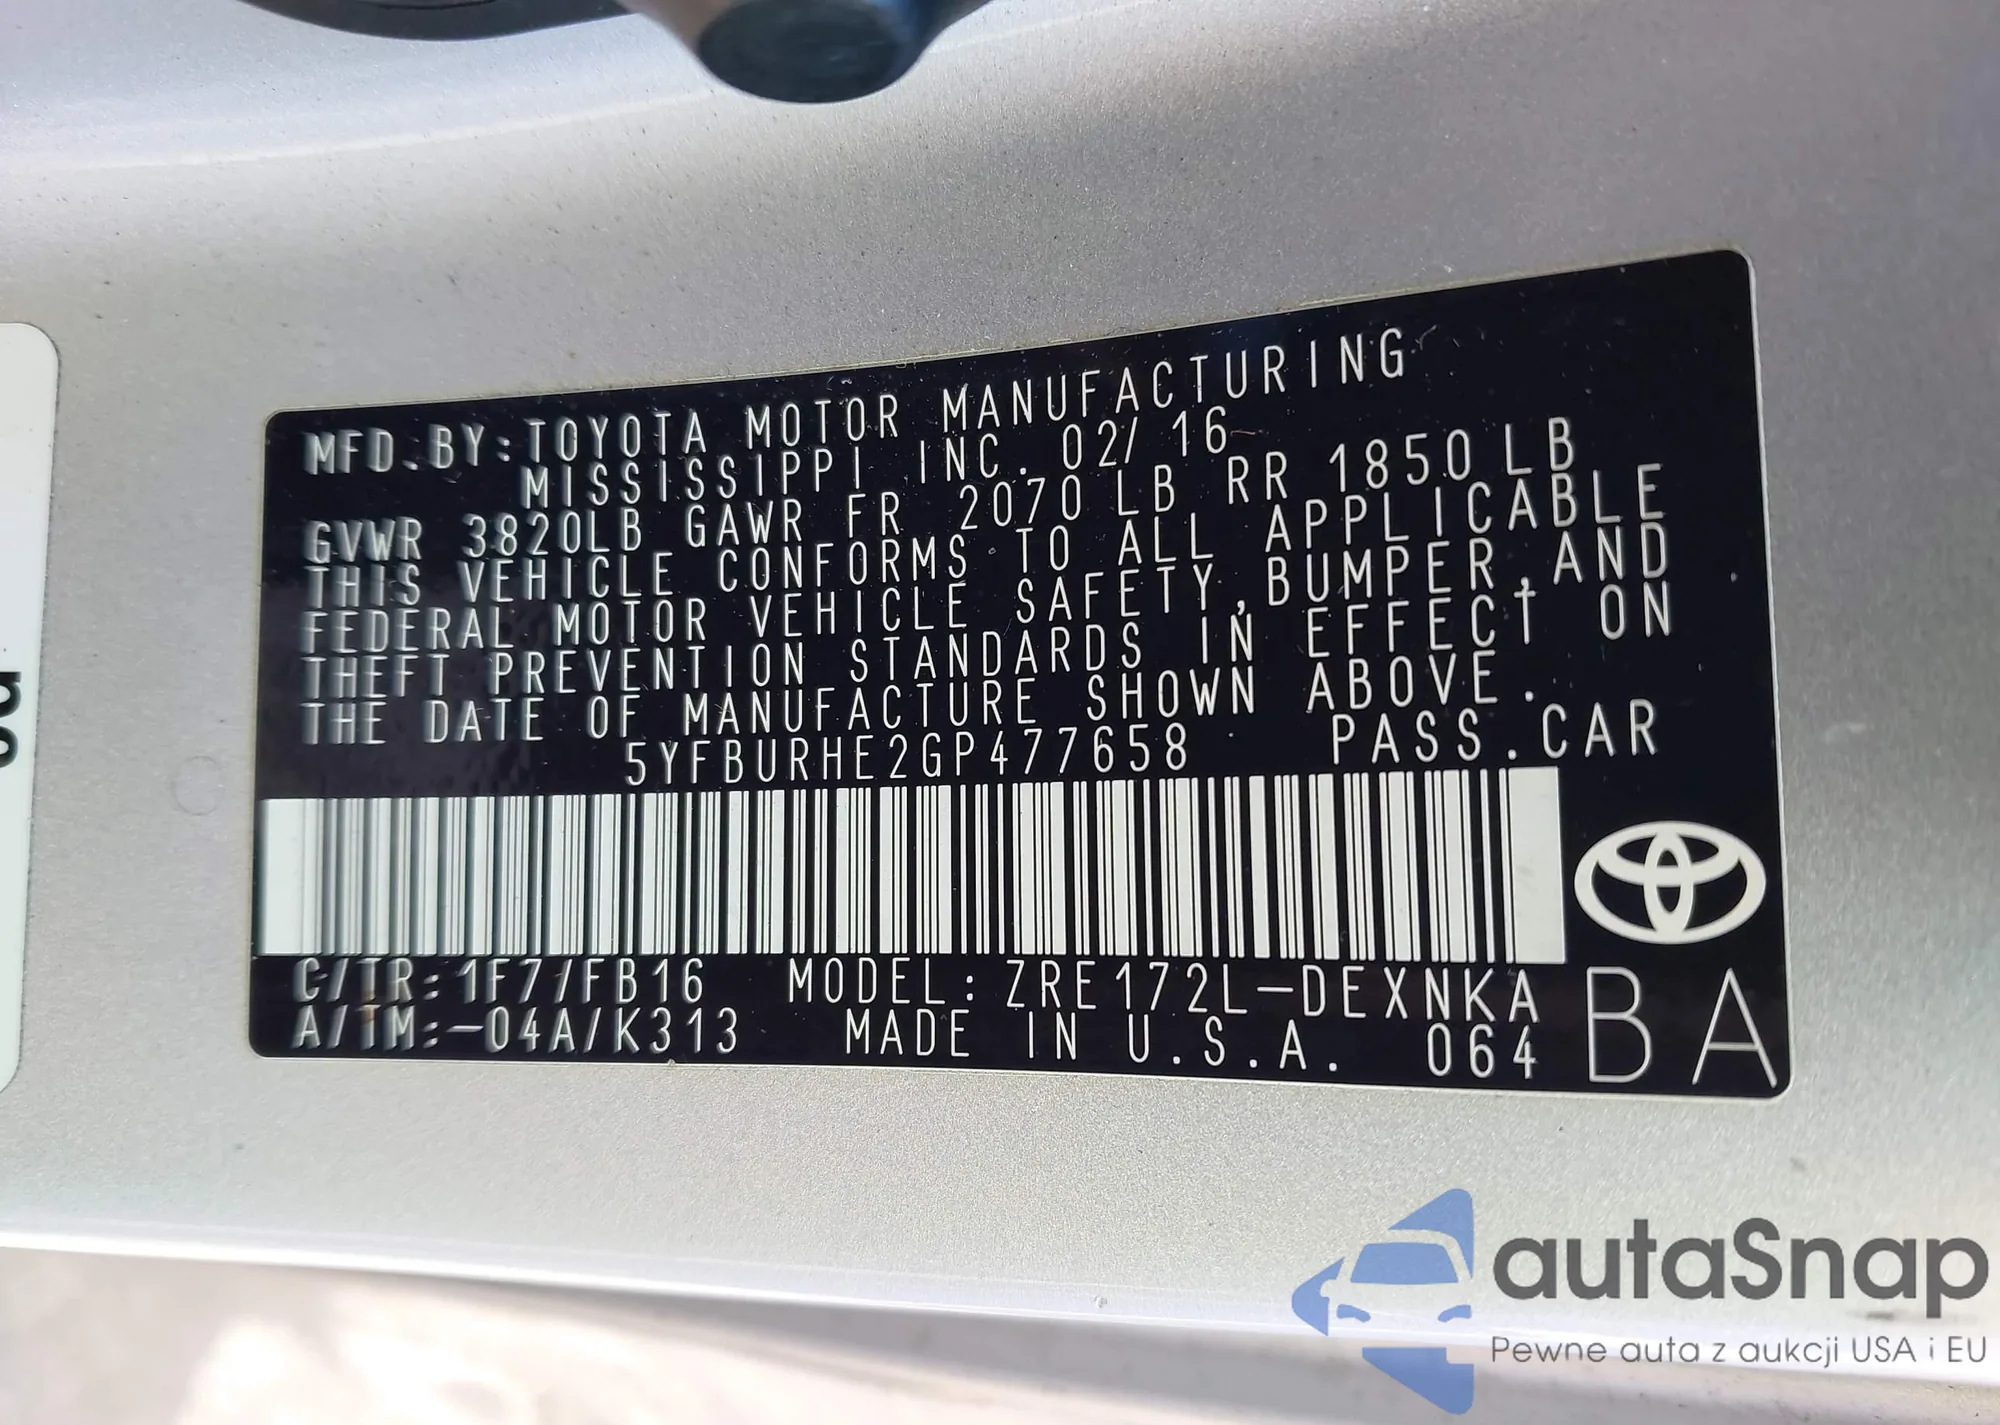 MFD.BY:TOYOTA MOTOR MANUFACTURING
MISSISSIPPI INC. 02/16
GVWR 3820LB GAWR FR 2070LB RR 1850LB
THIS VEHICLE CONFORMS TO ALL APPLICABLE
FEDERAL MOTOR VEHICLE SAFETY,BUMPER,AND
THEFT PREVENTION STANDARDS IN EFFECT ON
THE DATE OF MANUFACTURE SHOWN ABOVE.
5YFBURHE2GP477658 PASS.CAR
C/TR:1F7/FB16 MODEL:ZRE172L-DEXNKA
A/TM:-04A/K313 MADE IN U.S.A. 064
BA
autaSnap
Pewne auta z aukcji USA i EU